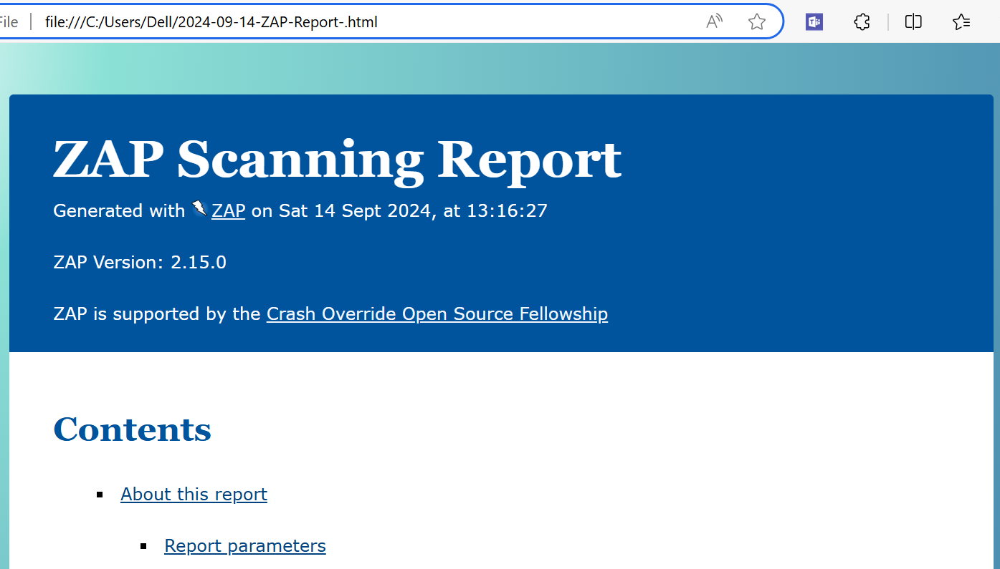 File file:///C:/Users/Dell/2024-09-14-ZAP-Report-.html
ZAP Scanning Report
Generated with ZAP on Sat 14 Sept 2024, at 13:16:27
ZAP Version: 2.15.0
ZAP is supported by the Crash Override Open Source Fellowship
Contents
About this report
Report parameters